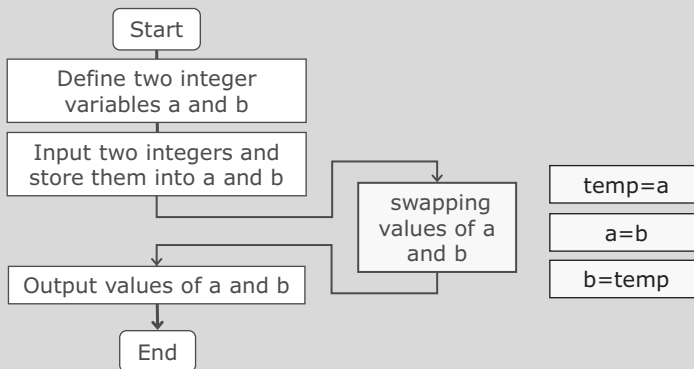 Start
Define two integer
variables a and b
Input two integers and
store them into a and b
swapping
values of a
and b
temp=a
a=b
b=temp
Output values of a and b
End